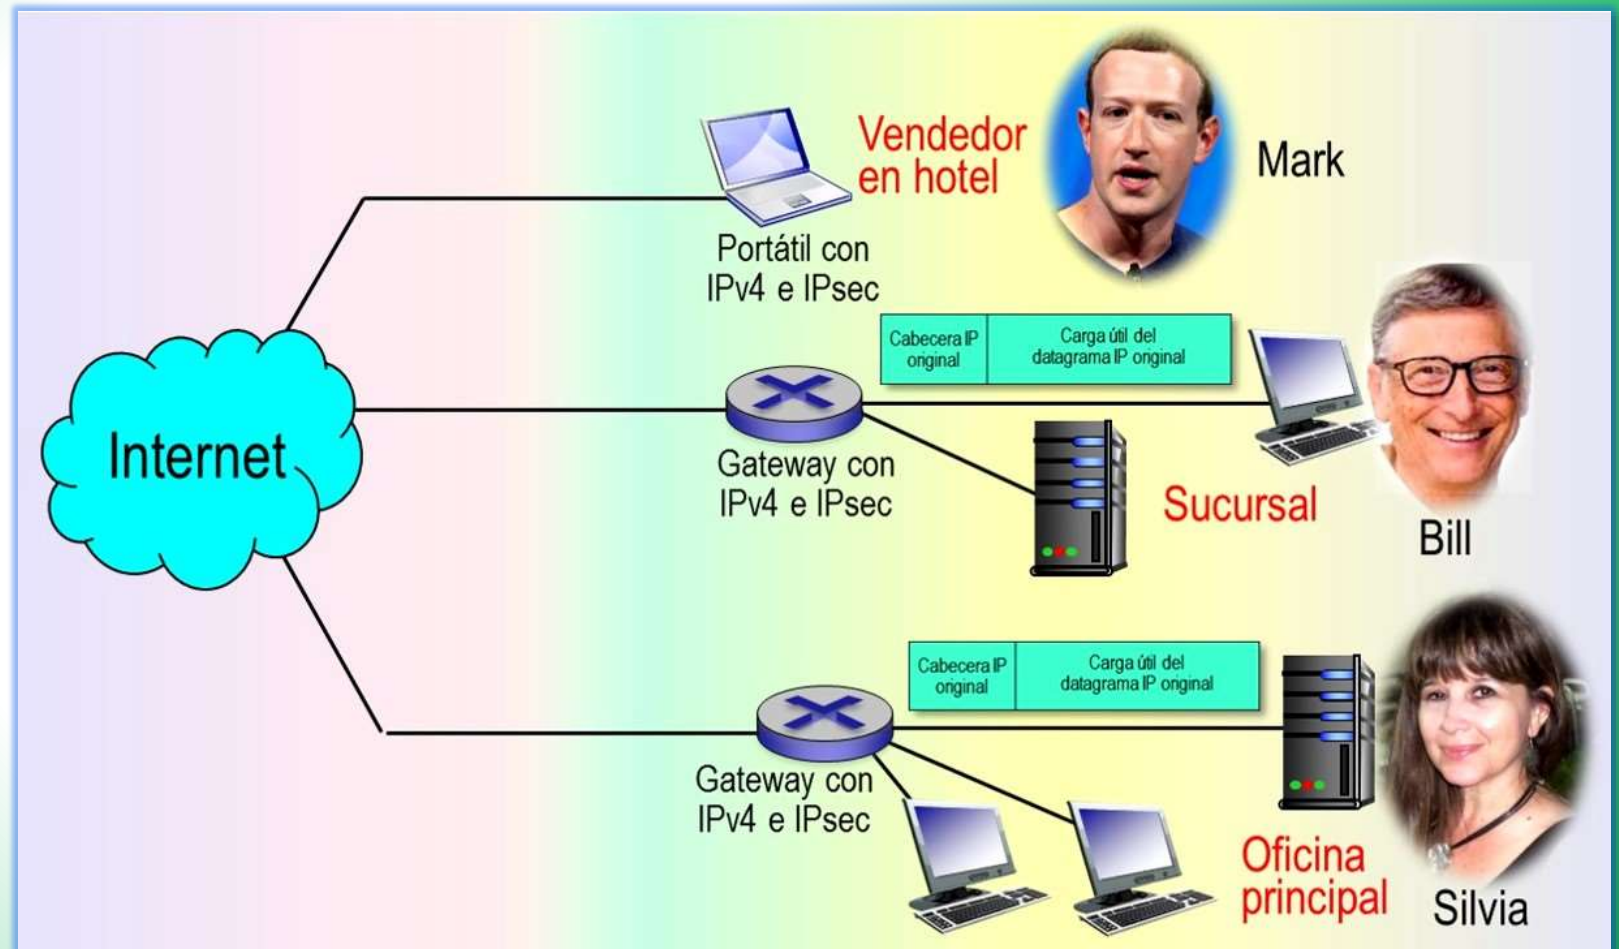 Vendedor
en hotel
Mark
Portátil con
IPv4 e IPsec
Cabecera IP
original
Carga útil del
datagrama IP original
Internet
Gateway con
IPv4 e IPsec
Sucursal
Bill
Cabecera IP
original
Carga útil del
datagrama IP original
Gateway con
IPv4 e IPsec
Oficina
principal
Silvia